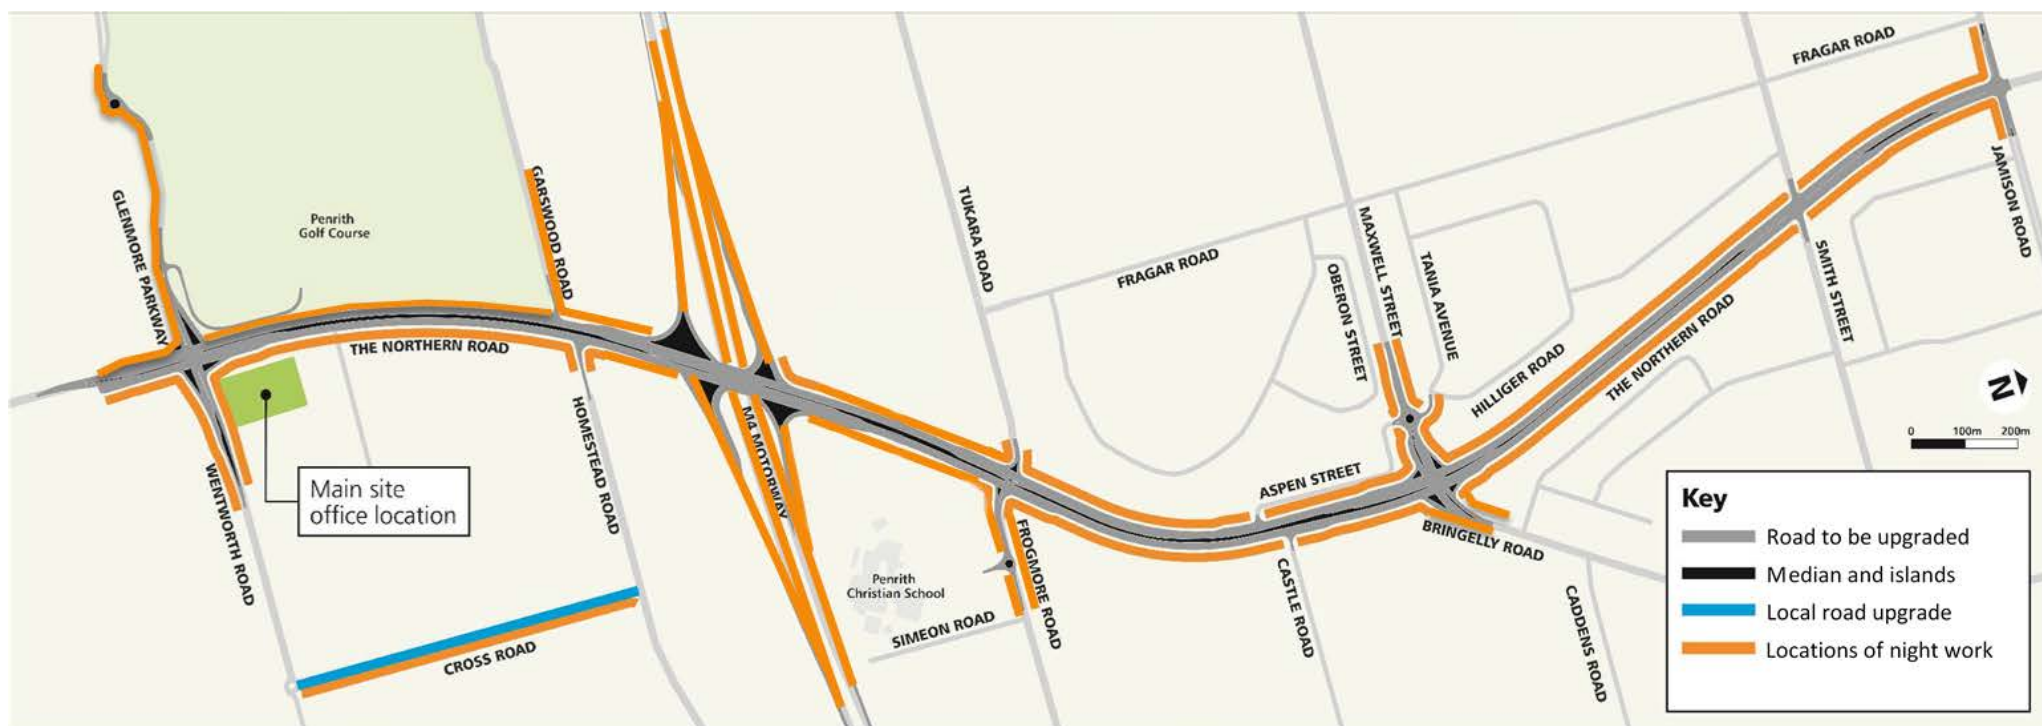 FRAGAR ROAD
JAMISON ROAD
GARSWOOD ROAD
GLENMORE PARKWAY
Penrith
Golf Course
TUKARA ROAD
MAXWELL STREET
FRAGAR ROAD
OBERON STREET
TANIA AVENUE
SMITH STREET
THE NORTHERN ROAD
HILLIGER ROAD
THE NORTHERN ROAD
N
0 100m 200m
HOMESTEAD ROAD
M4 MOTORWAY
WENTWORTH ROAD
Main site
office location
ASPEN STREET
BRINGELLY ROAD
FROGMORE ROAD
CASTLE ROAD
CADDENS ROAD
Penrith
Christian School
SIMEON ROAD
CROSS ROAD
Key
Road to be upgraded
Median and islands
Local road upgrade
Locations of night work